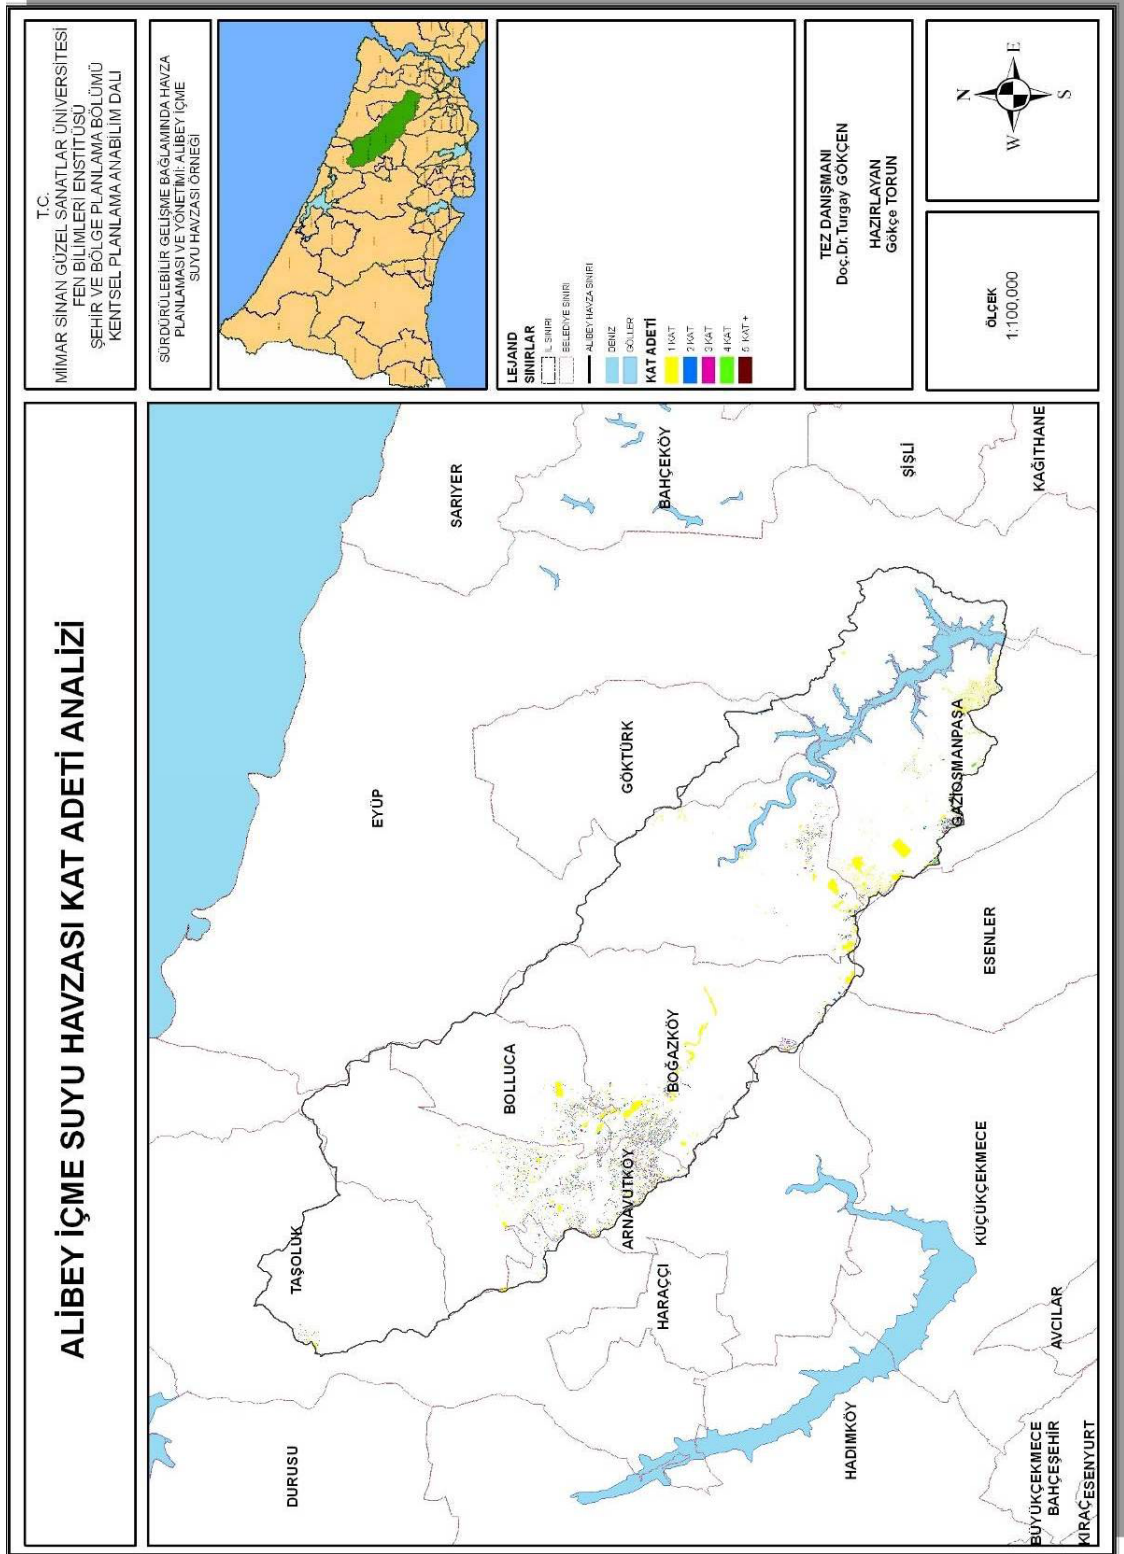 ALİBEY İÇME SUYU HAVZASI KAT ADETİ ANALİZİ
T.C.
MİMAR SİNAN GÜZEL SANATLAR ÜNİVERSİTESİ
FEN BİLİMLERİ ENSTİTÜSÜ
ŞEHİR VE BÖLGE PLANLAMA BÖLÜMÜ
KENTSEL PLANLAMA ANABİLİM DALI
SÜRDÜRÜLEBİLİR GELİŞME BAĞLAMINDA HAVZA
PLANLAMASI VE YÖNETİMİ: ALİBEY İÇME
SUYU HAVZASI ÖRNEĞİ
LEJAND
SINIRLAR
İL SINIRI
BELEDİYE SINIRI
ALİBEY HAVZA SINIRI
DENİZ
GÖLLER
KAT ADETİ
1 KAT
2 KAT
3 KAT
4 KAT
5 KAT +
TEZ DANIŞMANI
Doç.Dr.Turgay GÖKÇEN
HAZIRLAYAN
Gökçe TORUN
ÖLÇEK
1:100,000
N
W E
S
DURUSU
TAŞOLUK
EYÜP
SARIYER
BOLLUCA
GÖKTÜRK
BAHÇEKÖY
ARNAVUTKÖY
BOĞAZKÖY
HARAÇÇI
HADIMKÖY
GAZİOSMANPAŞA
ŞİŞLİ
KÜÇÜKÇEKMECE
ESENLER
KAĞITHANE
AVCILAR
BÜYÜKÇEKMECE
BAHÇEŞEHİR
KIRAÇ
ESENYURT